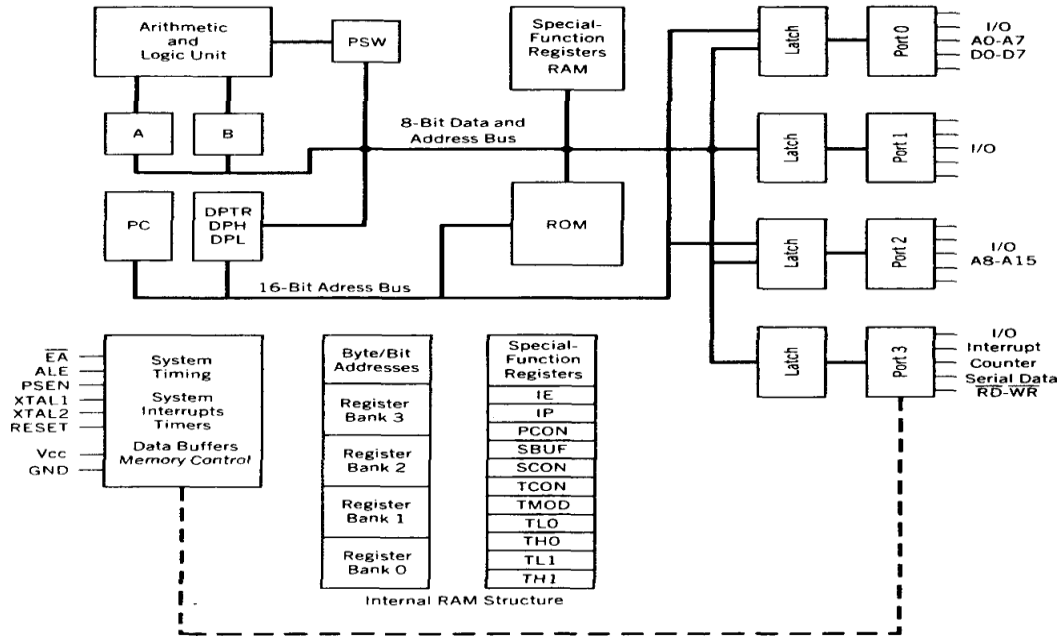 Arithmetic
and
Logic Unit
PSW
A
B
PC
DPTR
DPH
DPL
Special-
Function
Registers
RAM
8-Bit Data and
Address Bus
ROM
16-Bit Adress Bus
Latch
Port 0
I/O
A0-A7
D0-D7
Latch
Port 1
I/O
Latch
Port 2
I/O
A8-A15
Latch
Port 3
I/O
Interrupt
Counter
Serial Data
RD-WR
EA
ALE
PSEN
XTAL1
XTAL2
RESET
Vcc
GND
System
Timing
System
Interrupts
Timers
Data Buffers
Memory Control
Byte/Bit
Addresses
Register
Bank 3
Register
Bank 2
Register
Bank 1
Register
Bank 0
Special-
Function
Registers
IE
IP
PCON
SBUF
SCON
TCON
TMOD
TL0
TH0
TL1
TH1
Internal RAM Structure